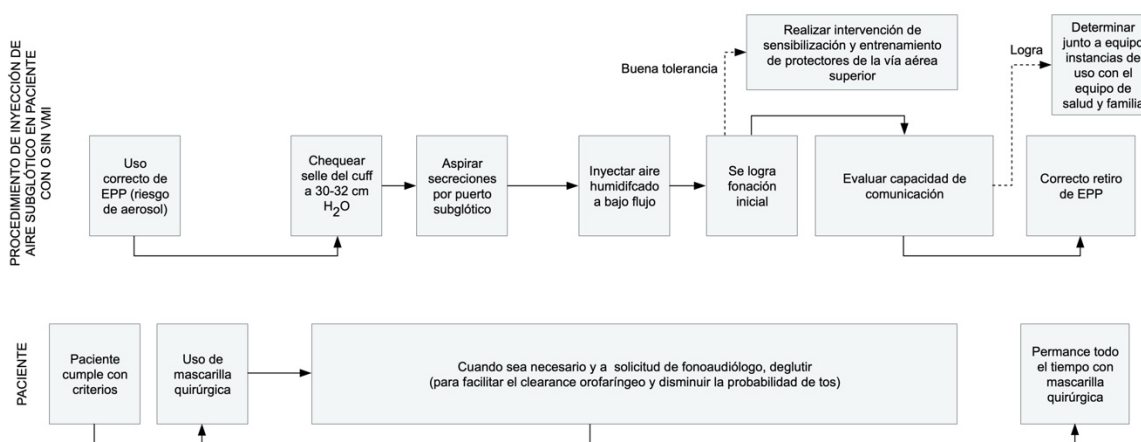 PROCEDIMIENTO DE INYECCIÓN DE
AIRE SUBGLÓTICO EN PACIENTE
CON O SIN VMI
Uso
correcto de
EPP (riesgo
de aerosol)
Chequear
selle del cuff
a 30-32 cm
H2O
Aspirar
secreciones
por puerto
subglótico
Inyectar aire
humidifcado
a bajo flujo
Se logra
fonación
inicial
Buena tolerancia
Realizar intervención de
sensibilización y entrenamiento
de protectores de la vía aérea
superior
Evaluar capacidad de
comunicación
Logra
Determinar
junto a equipo
instancias de
uso con el
equipo de
salud y familia
Correcto retiro
de EPP
PACIENTE
Paciente
cumple con
criterios
Uso de
mascarilla
quirúrgica
Cuando sea necesario y a solicitud de fonoaudiólogo, deglutir
(para facilitar el clearance orofaríngeo y disminuir la probabilidad de tos)
Permance todo
el tiempo con
mascarilla
quirúrgica